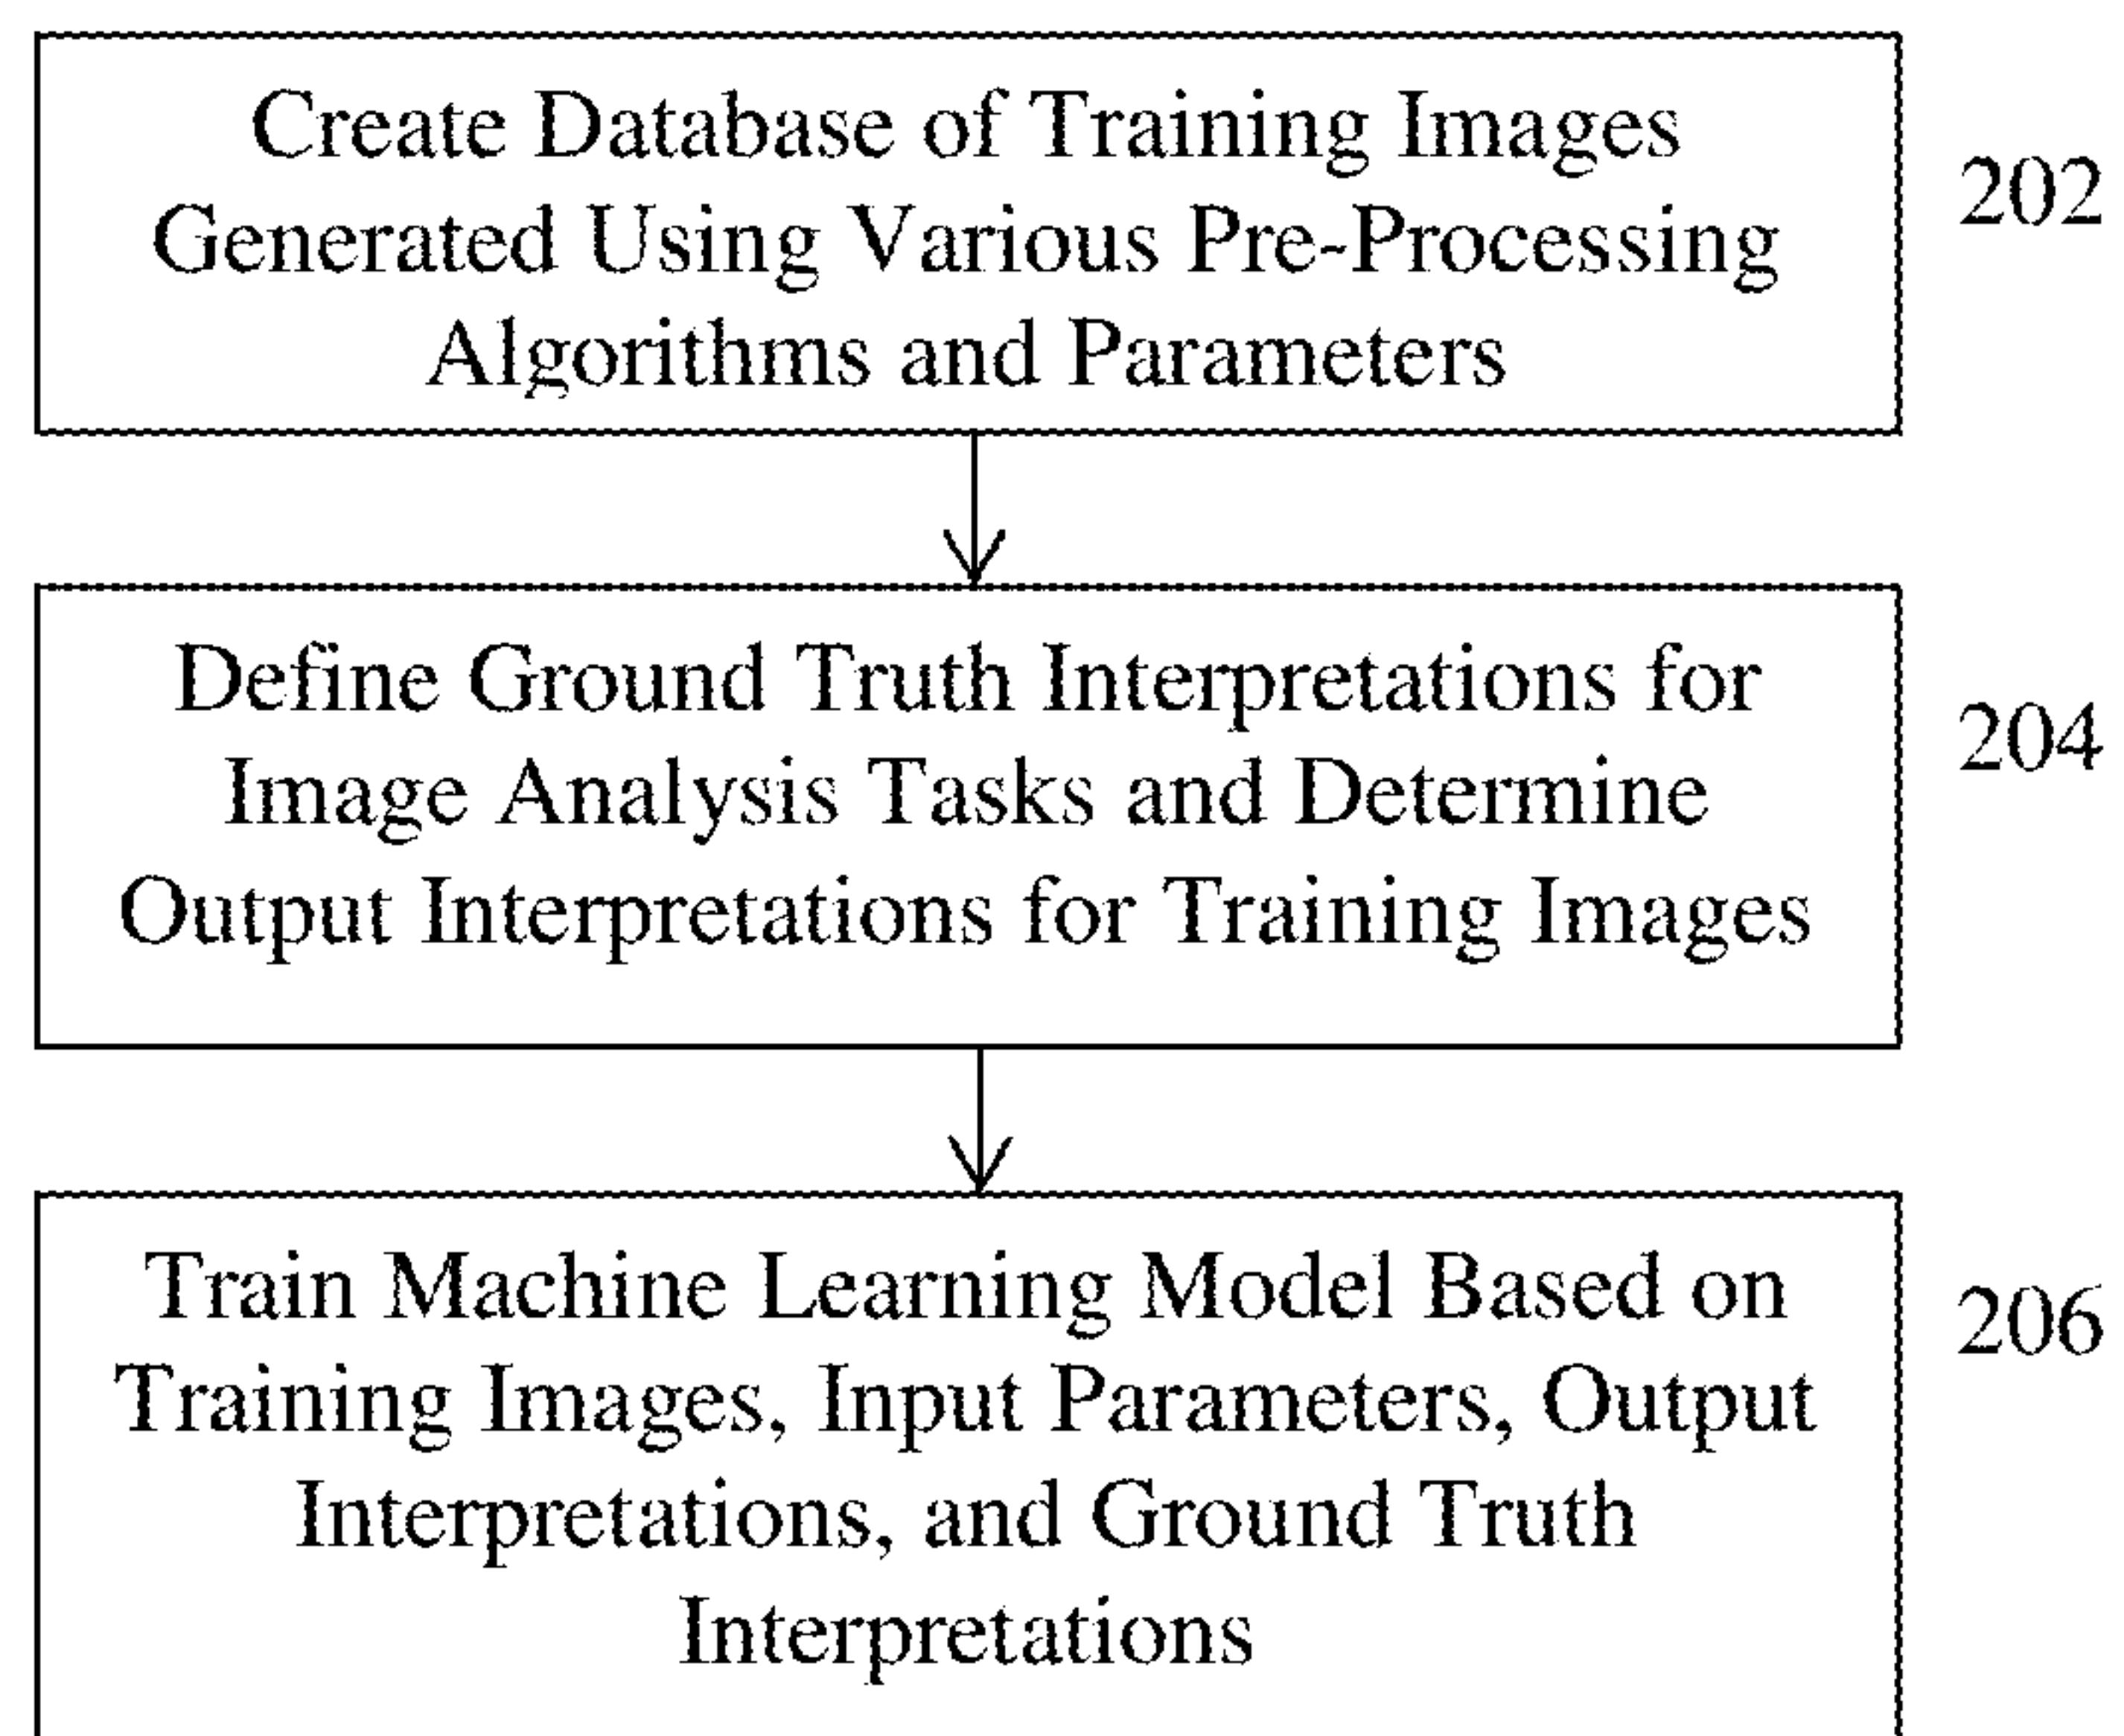 Create Database of Training Images
Generated Using Various Pre-Processing
Algorithms and Parameters
202
Define Ground Truth Interpretations for
Image Analysis Tasks and Determine
Output Interpretations for Training Images
204
Train Machine Learning Model Based on
Training Images, Input Parameters, Output
Interpretations, and Ground Truth
Interpretations
206